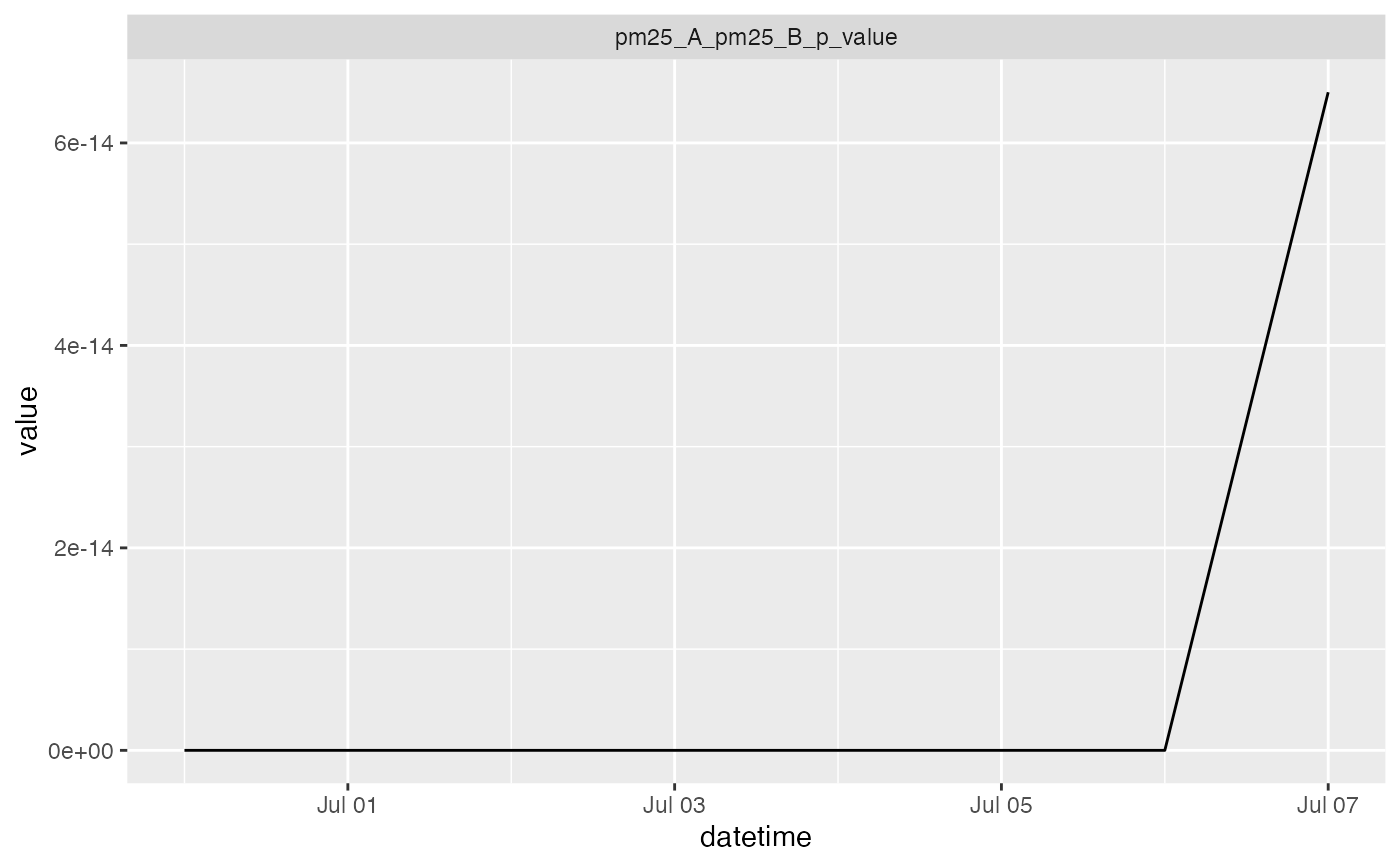 pm25_A_pm25_B_p_value
6e-14
4e-14
2e-14
0e+00
value
Jul 01
Jul 03
Jul 05
Jul 07
datetime